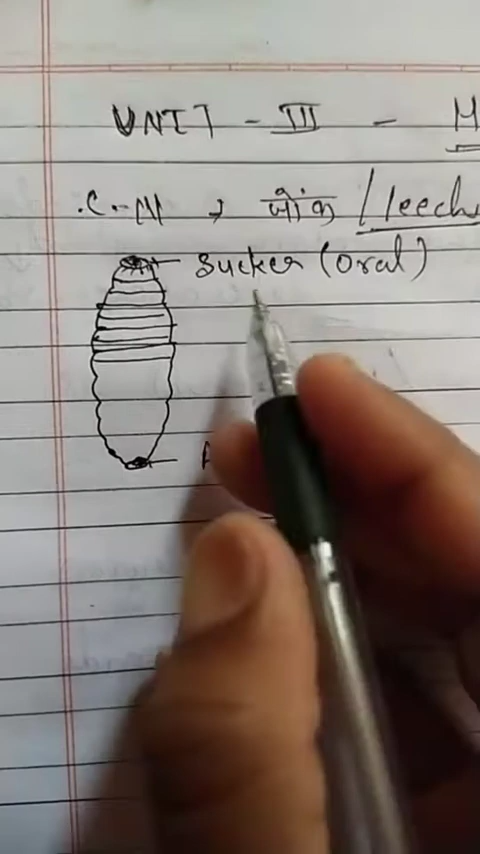 UNIT - III -
.C.-N → जोंक / Leech
Sucker (Oral)